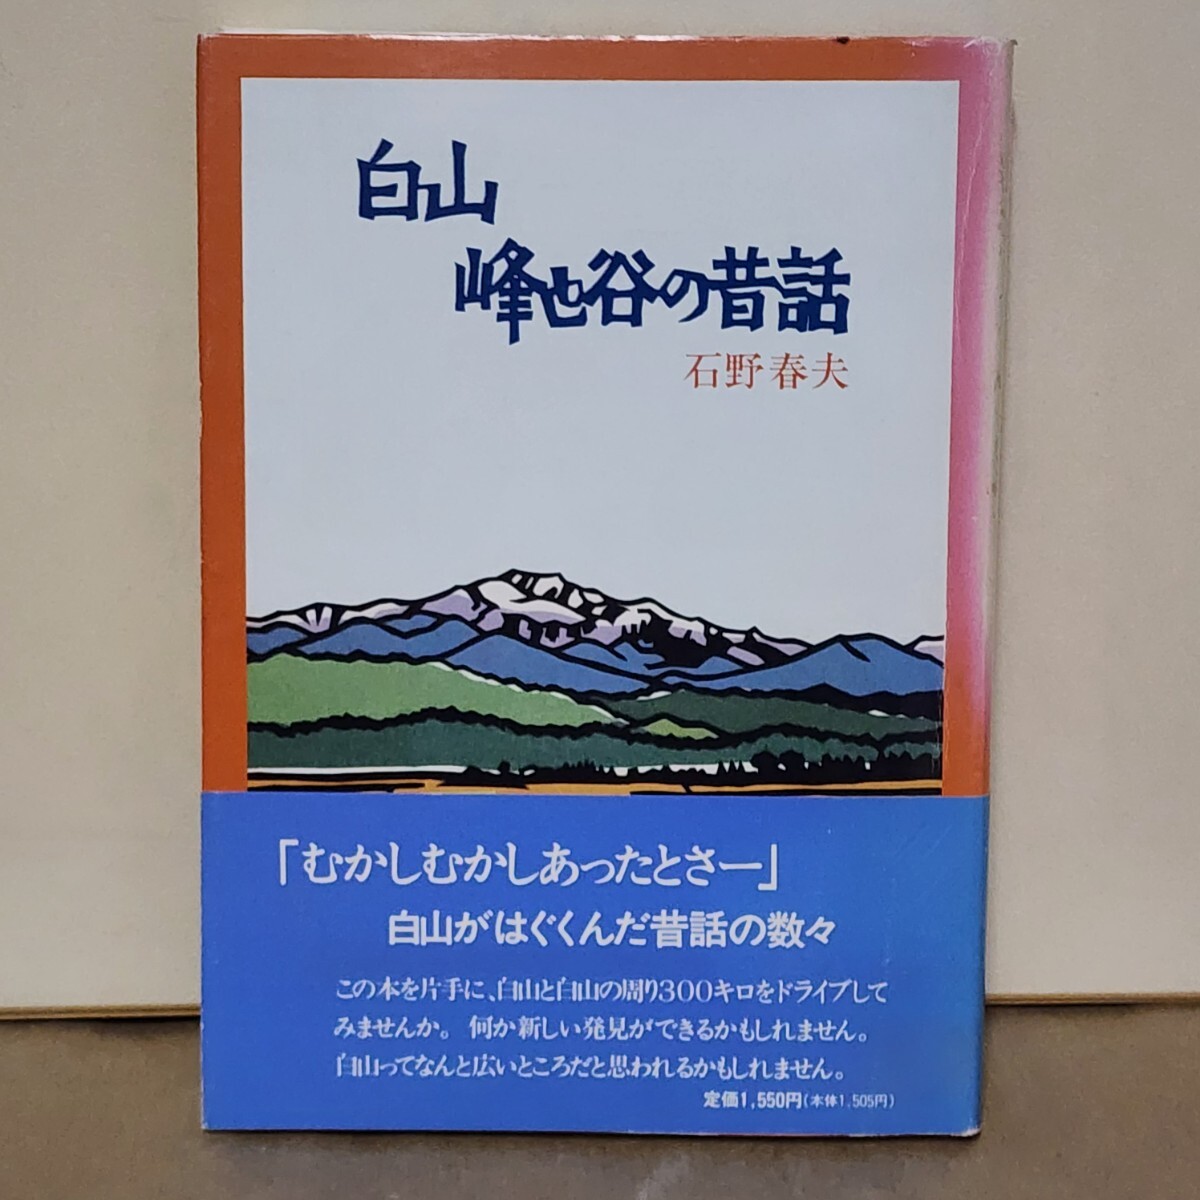 白山
峰や谷の昔話
石野春夫
「むかしむかしあったとさー」
白山がはぐくんだ昔話の数々
この本を片手に、白山と白山の周り300キロをドライブして
みませんか。何か新しい発見ができるかもしれません。
白山ってなんと広いところだと思われるかもしれません。
定価1,550円(本体1,505円)